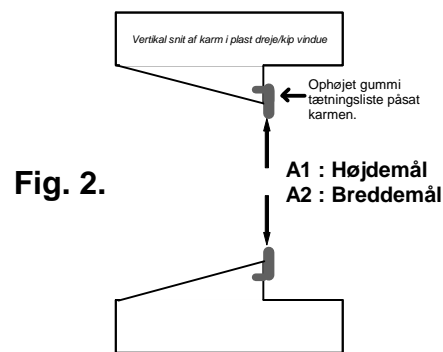 Vertikal snit af karm i plast dreje/kip vindue
Ophøjet gummi
tætningsliste påsat
karmen.
Fig. 2.
A1 : Højdemål
A2 : Breddemål